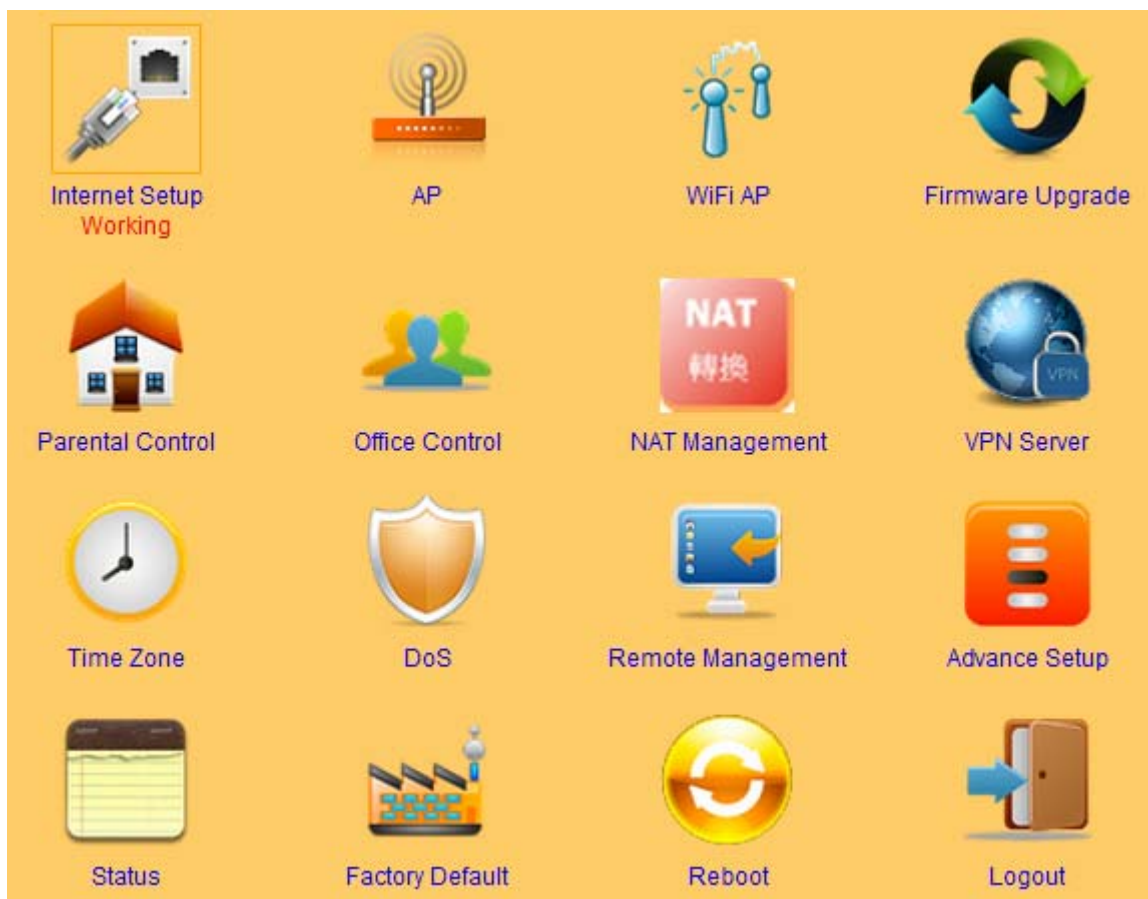 Internet Setup
Working
AP
WiFi AP
Firmware Upgrade
NAT
轉換
VPN
Parental Control
Office Control
NAT Management
VPN Server
Time Zone
DoS
Remote Management
Advance Setup
Status
Factory Default
Reboot
Logout